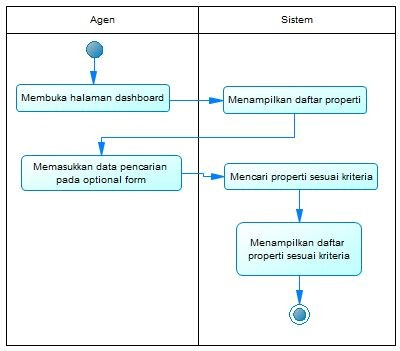 Agen
Sistem
Membuka halaman dashboard
Menampilkan daftar properti
Memasukkan data pencarian
pada optional form
Mencari properti sesuai kriteria
Menampilkan daftar
properti sesuai kriteria